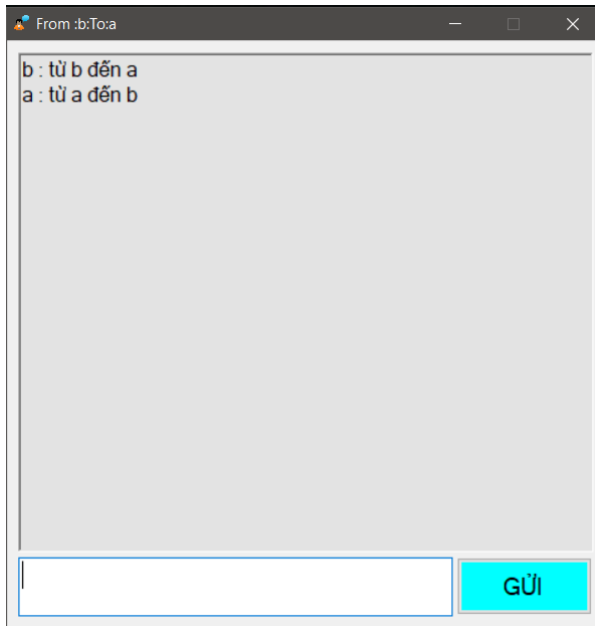 From :b:To:a
b : từ b đến a
a : từ a đến b
GỬI